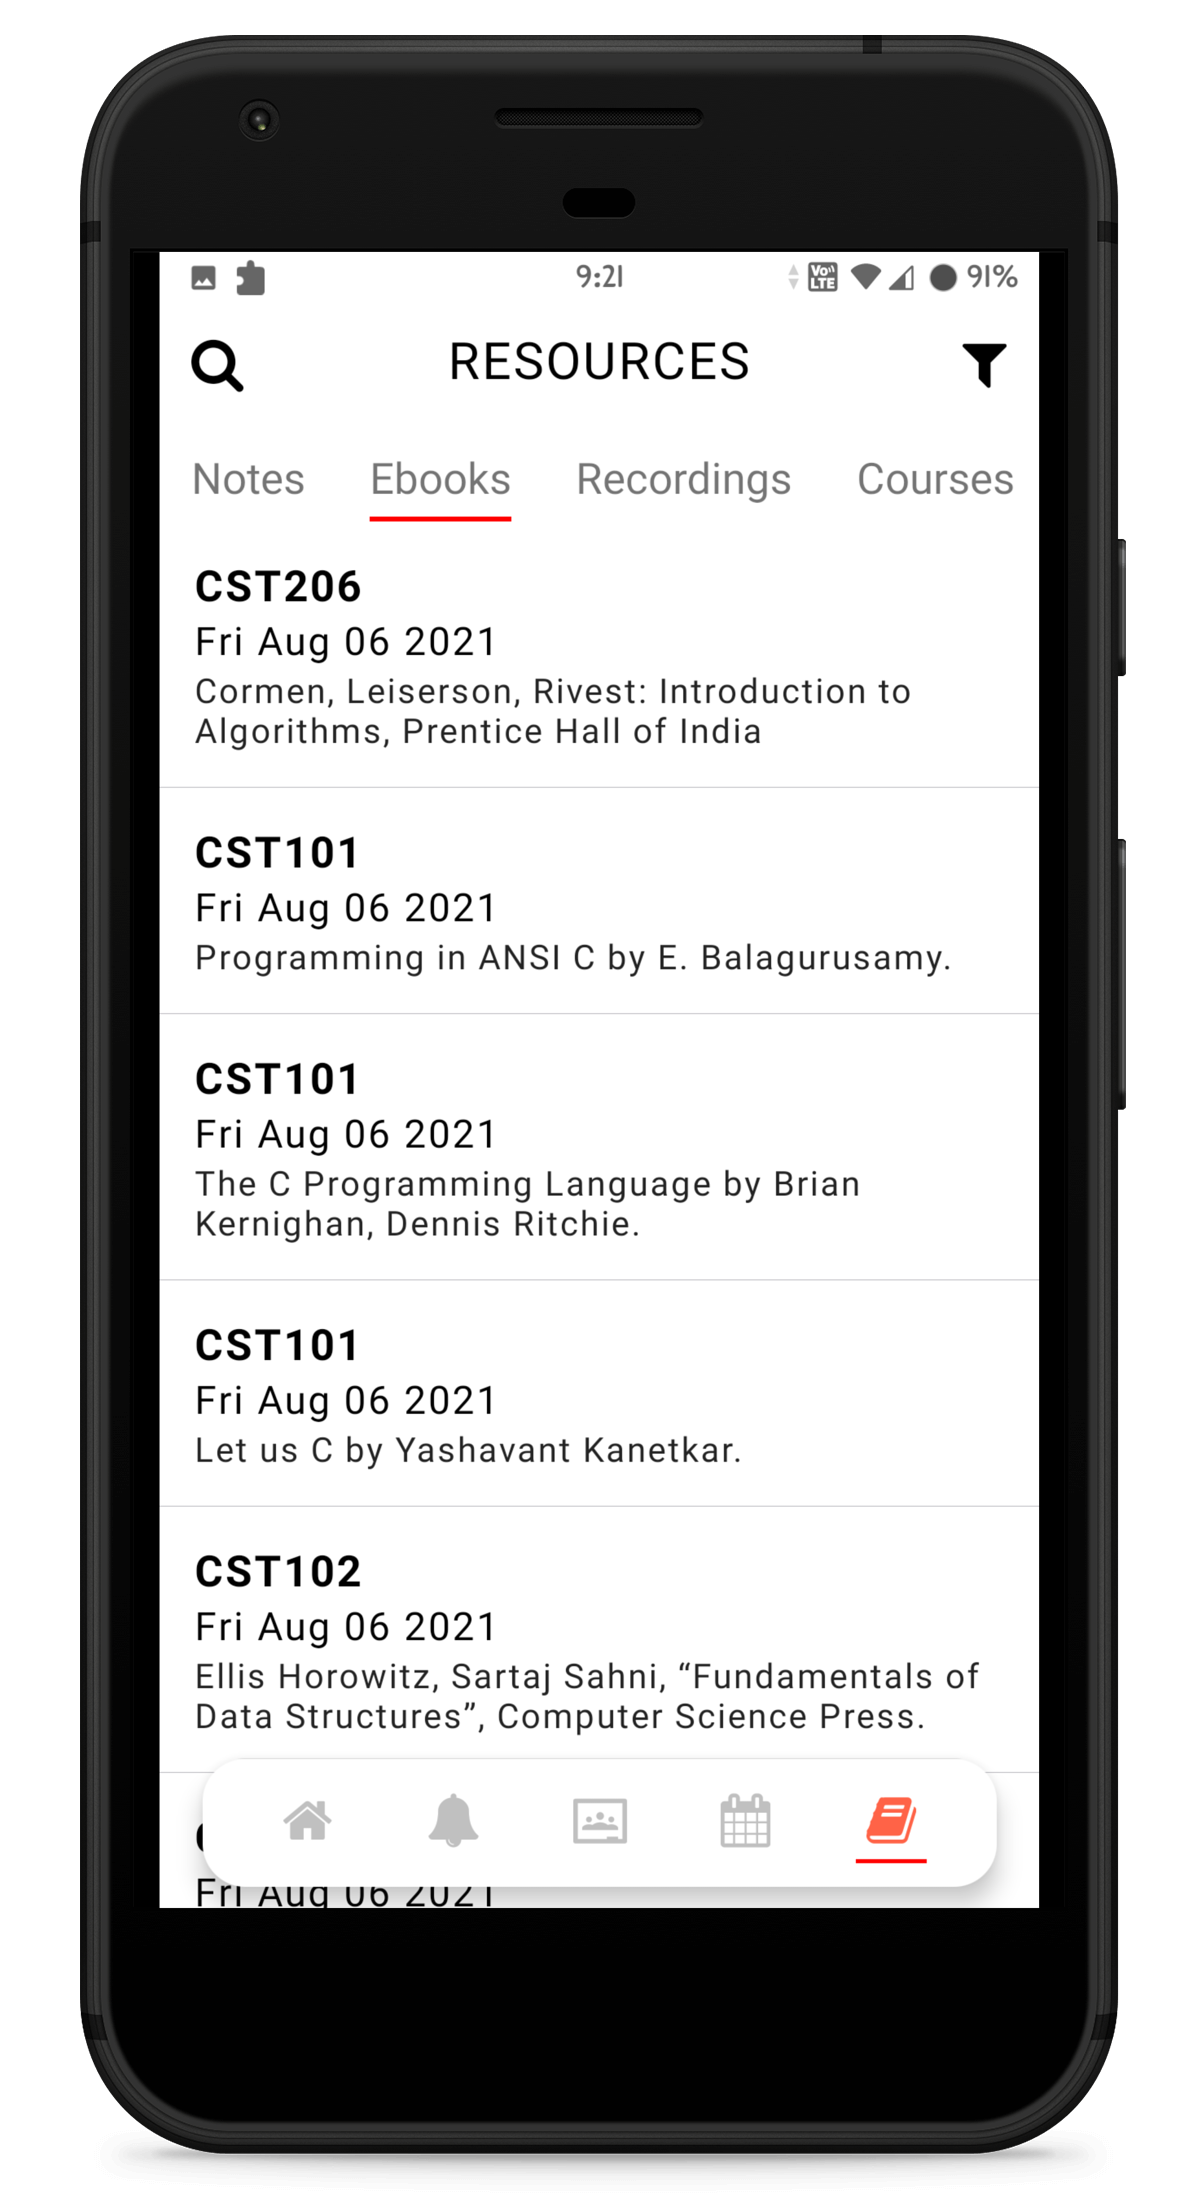 9:21 VoLTE 91%
RESOURCES
Notes Ebooks Recordings Courses
CST206
Fri Aug 06 2021
Cormen, Leiserson, Rivest: Introduction to
Algorithms, Prentice Hall of India
CST101
Fri Aug 06 2021
Programming in ANSI C by E. Balagurusamy.
CST101
Fri Aug 06 2021
The C Programming Language by Brian
Kernighan, Dennis Ritchie.
CST101
Fri Aug 06 2021
Let us C by Yashavant Kanetkar.
CST102
Fri Aug 06 2021
Ellis Horowitz, Sartaj Sahni, “Fundamentals of
Data Structures”, Computer Science Press.
Fri Aug 06 2021